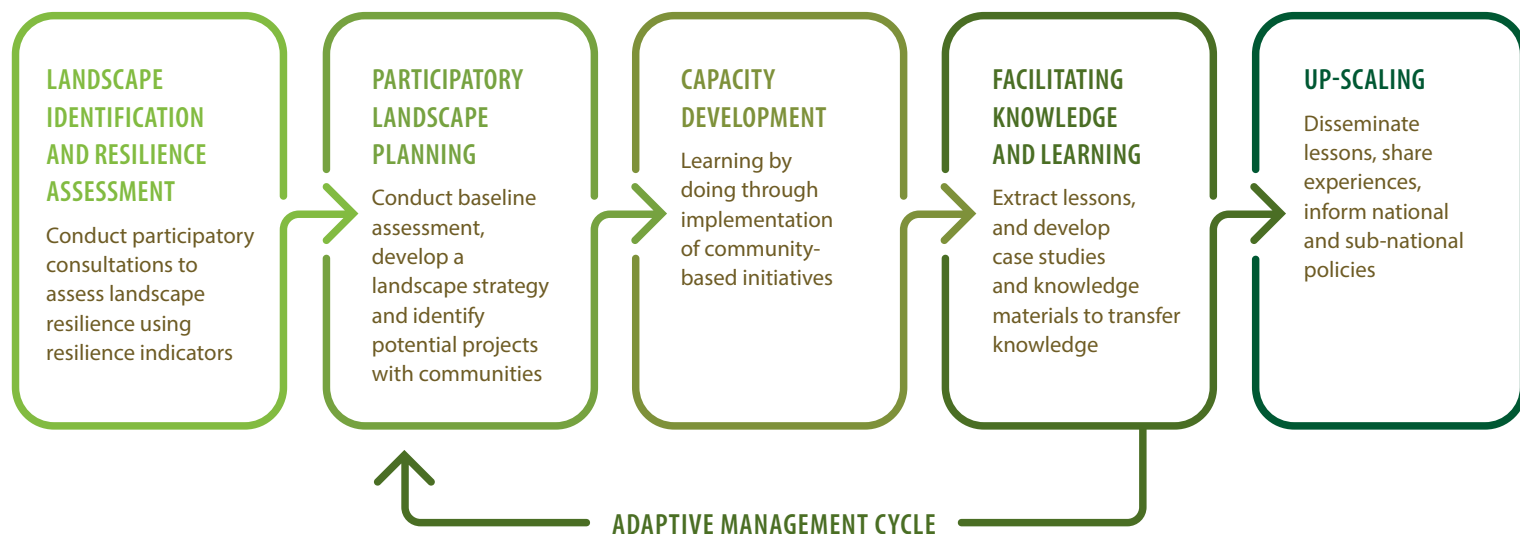 LANDSCAPE
IDENTIFICATION
AND RESILIENCE
ASSESSMENT
Conduct participatory
consultations to
assess landscape
resilience using
resilience indicators
PARTICIPATORY
LANDSCAPE
PLANNING
Conduct baseline
assessment,
develop a
landscape strategy
and identify
potential projects
with communities
CAPACITY
DEVELOPMENT
Learning by
doing through
implementation
of community-
based initiatives
FACILITATING
KNOWLEDGE
AND LEARNING
Extract lessons,
and develop
case studies
and knowledge
materials to transfer
knowledge
UP-SCALING
Disseminate
lessons, share
experiences,
inform national
and sub-national
policies
ADAPTIVE MANAGEMENT CYCLE